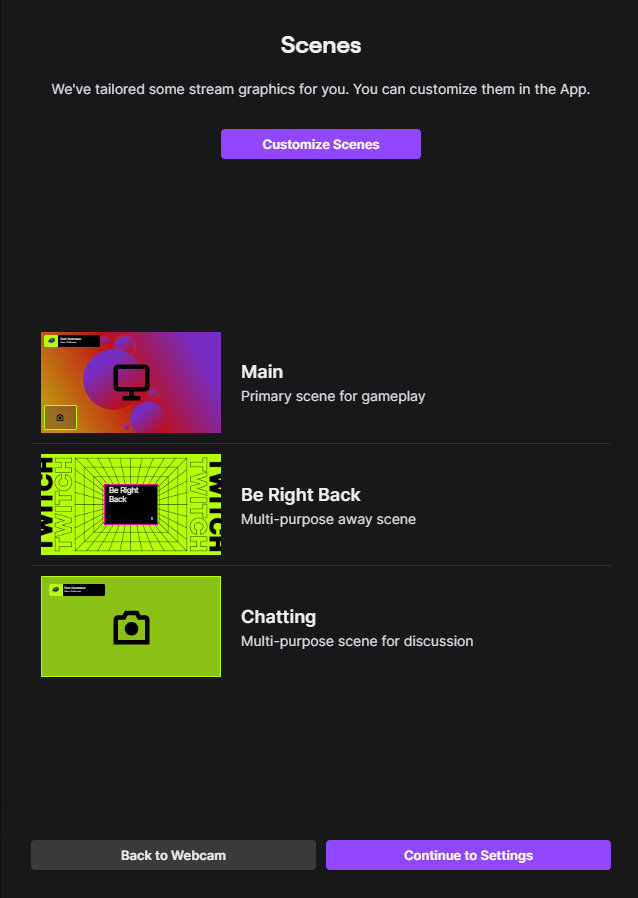 Scenes
We've tailored some stream graphics for you. You can customize them in the App.
Customize Scenes
Main
Primary scene for gameplay
TWITCH
TWITCH
Be Right
Back
TWITCH
TWITCH
Be Right Back
Multi-purpose away scene
Chatting
Multi-purpose scene for discussion
Back to Webcam
Continue to Settings